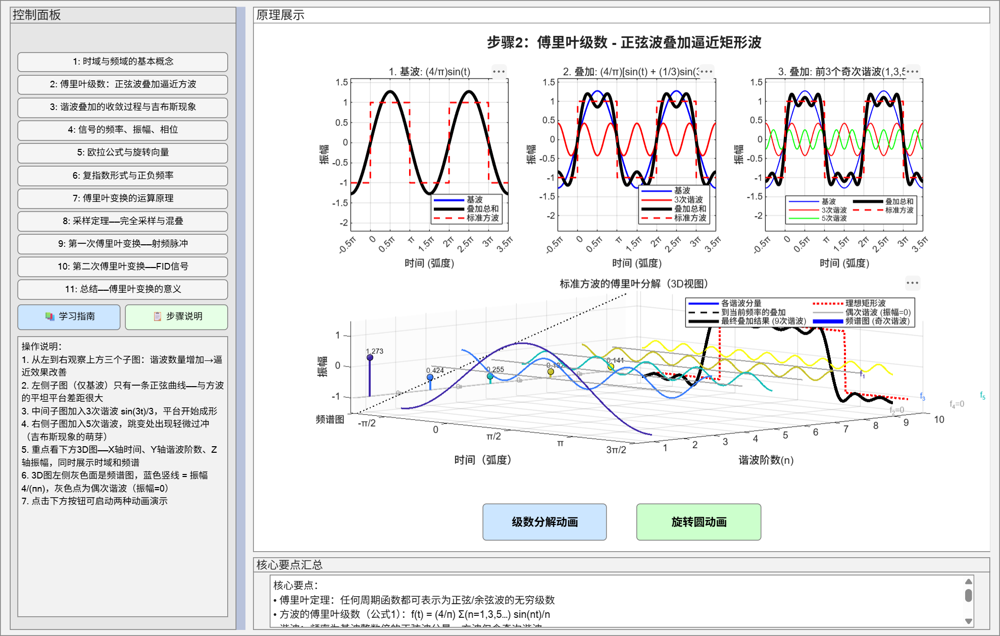 控制面板
1: 时域与频域的基本概念
2: 傅里叶级数：正弦波叠加逼近方波
3: 谐波叠加的收敛过程与吉布斯现象
4: 信号的频率、振幅、相位
5: 欧拉公式与旋转向量
6: 复指数形式与正负频率
7: 傅里叶变换的运算原理
8: 采样定理——完全采样与混叠
9: 第一次傅里叶变换——射频脉冲
10: 第二次傅里叶变换——FID信号
11: 总结——傅里叶变换的意义
学习指南
步骤说明
操作说明：
1. 从左到右观察上方三个子图：谐波数量增加→逼
近效果改善
2. 左侧子图（仅基波）只有一条正弦曲线——与方波
的平坦平台差距很大
3. 中间子图加入3次谐波 sin(3t)/3，平台开始成形
4. 右侧子图加入5次谐波，跳变处出现轻微过冲
（吉布斯现象的萌芽）
5. 重点看下方3D图——X轴时间、Y轴谐波阶数、Z
轴振幅，同时展示时域和频谱
6. 3D图左侧灰色面是频谱图，蓝色竖线 = 振幅
4/(πn)，灰色点为偶次谐波（振幅=0）
7. 点击下方按钮可启动两种动画演示
原理展示
步骤2：傅里叶级数 - 正弦波叠加逼近矩形波
1. 基波: (4/π)sin(t)
1.5
1
0.5
0
-0.5
-1
-1.5
-2
振幅
-0.5π 0 0.5π π 1.5π 2π 2.5π 3π 3.5π
时间 (弧度)
基波
叠加总和
标准方波
2. 叠加: (4/π)[sin(t) + (1/3)sin(3
1.5
1
0.5
0
-0.5
-1
-1.5
-2
振幅
-0.5π 0 0.5π π 1.5π 2π 2.5π 3π 3.5π
时间 (弧度)
基波
3次谐波
叠加总和
标准方波
3. 叠加: 前3个奇次谐波(1,3,5
1.5
1
0.5
0
-0.5
-1
-1.5
-2
振幅
-0.5π 0 0.5π π 1.5π 2π 2.5π 3π 3.5π
时间 (弧度)
基波
3次谐波
5次谐波
叠加总和
标准方波
标准方波的傅里叶分解（3D视图）
各谐波分量
到当前频率的叠加
最终叠加结果 (9次谐波)
理想矩形波
偶次谐波 (振幅=0)
频谱图 (奇次谐波)
1
0
-1
振幅
1.273
0.424
0.255
0.141
0 0 0 0
f₁
f₃
f₅
f₂=0
f₄=0
频谱图
-π/2 0 π/2 π 3π/2
时间（弧度）
1 2 3 4 5 6 7 8 9 10
谐波阶数(n)
级数分解动画
旋转圆动画
核心要点汇总
核心要点：
• 傅里叶定理：任何周期函数都可表示为正弦/余弦波的无穷级数
• 方波的傅里叶级数（公式1）：f(t) = (4/π) Σ(n=1,3,5...) sin(nt)/n